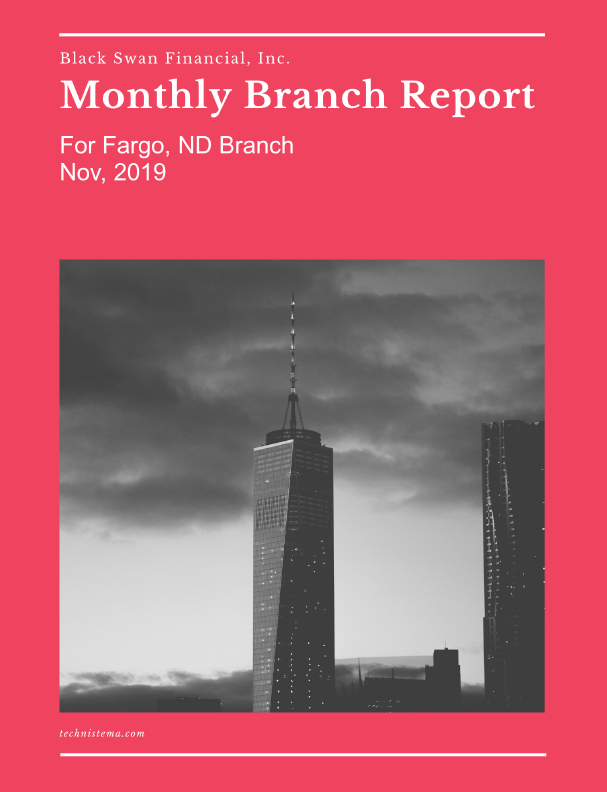 Black Swan Financial, Inc.
Monthly Branch Report
For Fargo, ND Branch
Nov, 2019
technistema.com